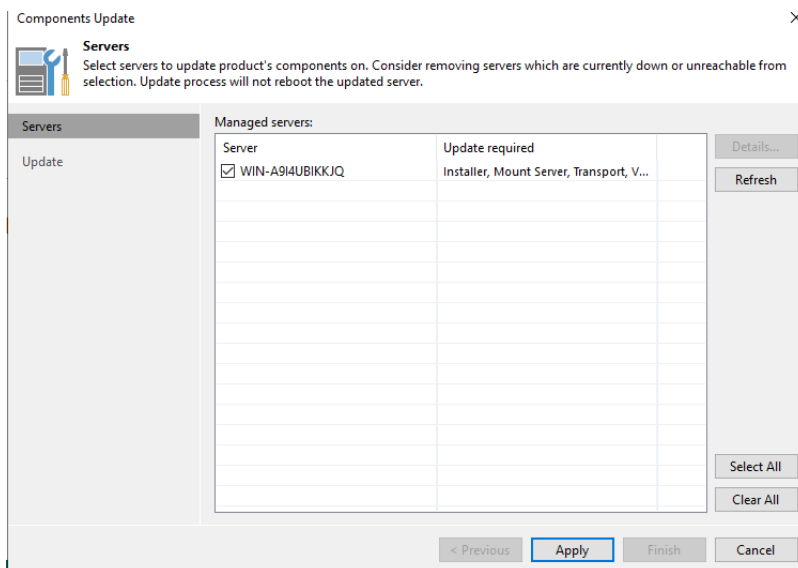 Components Update
Servers
Select servers to update product's components on. Consider removing servers which are currently down or unreachable from
selection. Update process will not reboot the updated server.
Servers
Update
Managed servers:
Server Update required
WIN-A9I4UBIKKJQ Installer, Mount Server, Transport, V...
Details...
Refresh
Select All
Clear All
< Previous Apply Finish Cancel